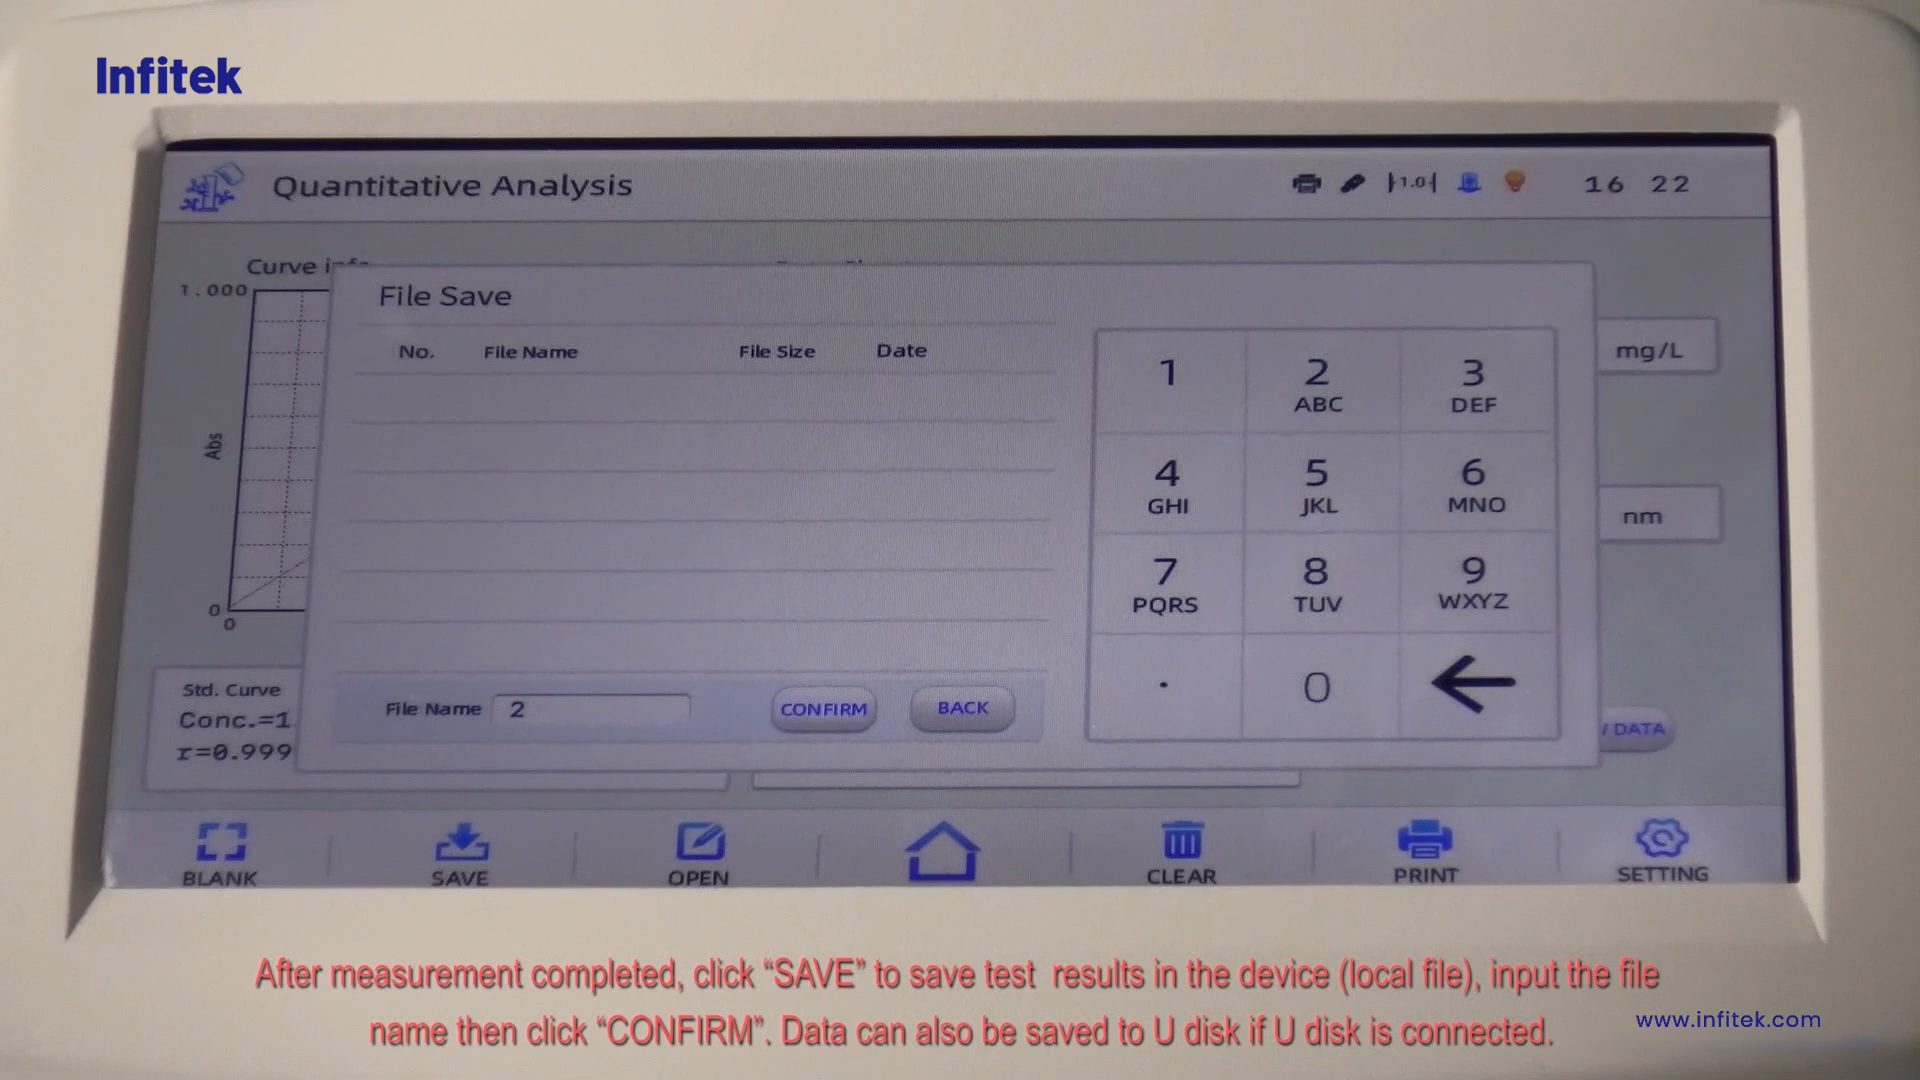 Infitek
Quantitative Analysis
1.0
16 22
Curve
1.000
Abs
0
0
File Save
No. File Name File Size Date
1
2
ABC
3
DEF
4
GHI
5
JKL
6
MNO
7
PQRS
8
TUV
9
WXYZ
.
0
mg/L
nm
/ DATA
File Name 2 CONFIRM BACK
Std. Curve
Conc.=1
r=0.999
BLANK SAVE OPEN CLEAR PRINT SETTING
After measurement completed, click “SAVE” to save test results in the device (local file), input the file
name then click “CONFIRM”. Data can also be saved to U disk if U disk is connected.
www.infitek.com